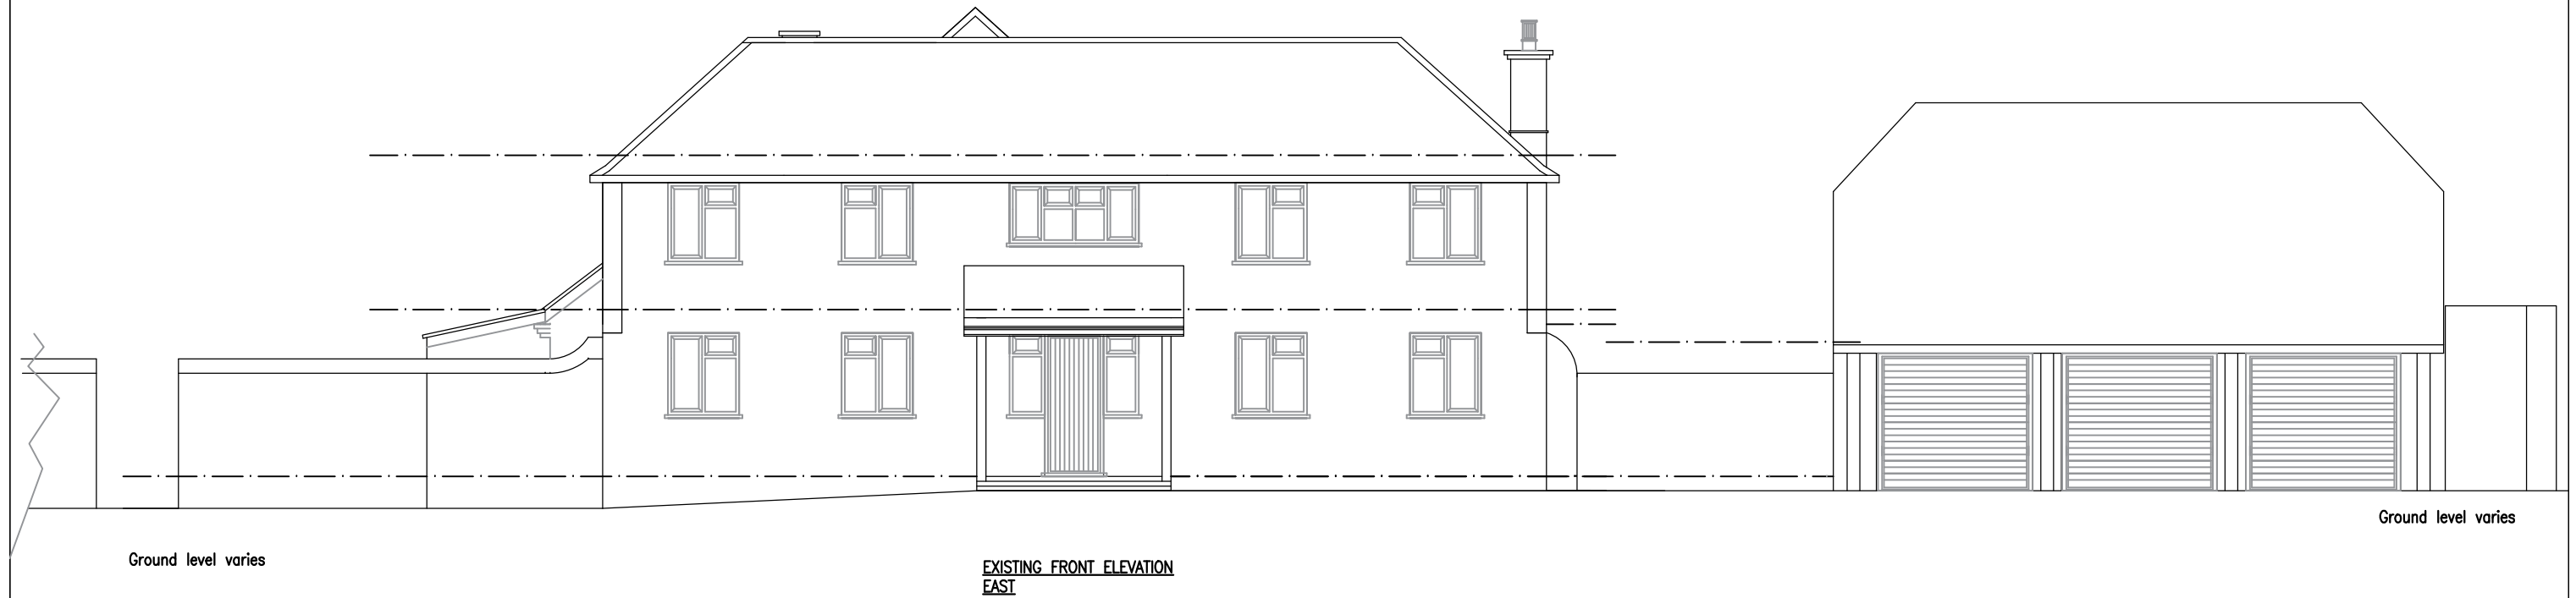 Ground level varies
Ground level varies
EXISTING FRONT ELEVATION
EAST